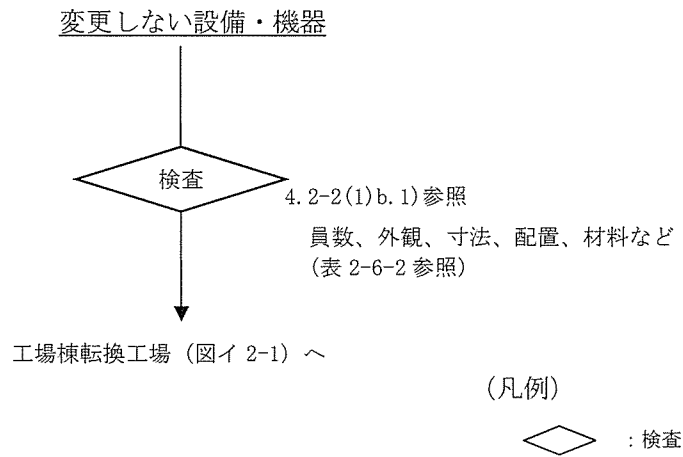 変更しない設備・機器
検査
4.2-2(1)b.1)参照
員数、外観、寸法、配置、材料など
(表 2-6-2 参照)
工場棟転換工場（図イ 2-1）へ
（凡例）
：検査